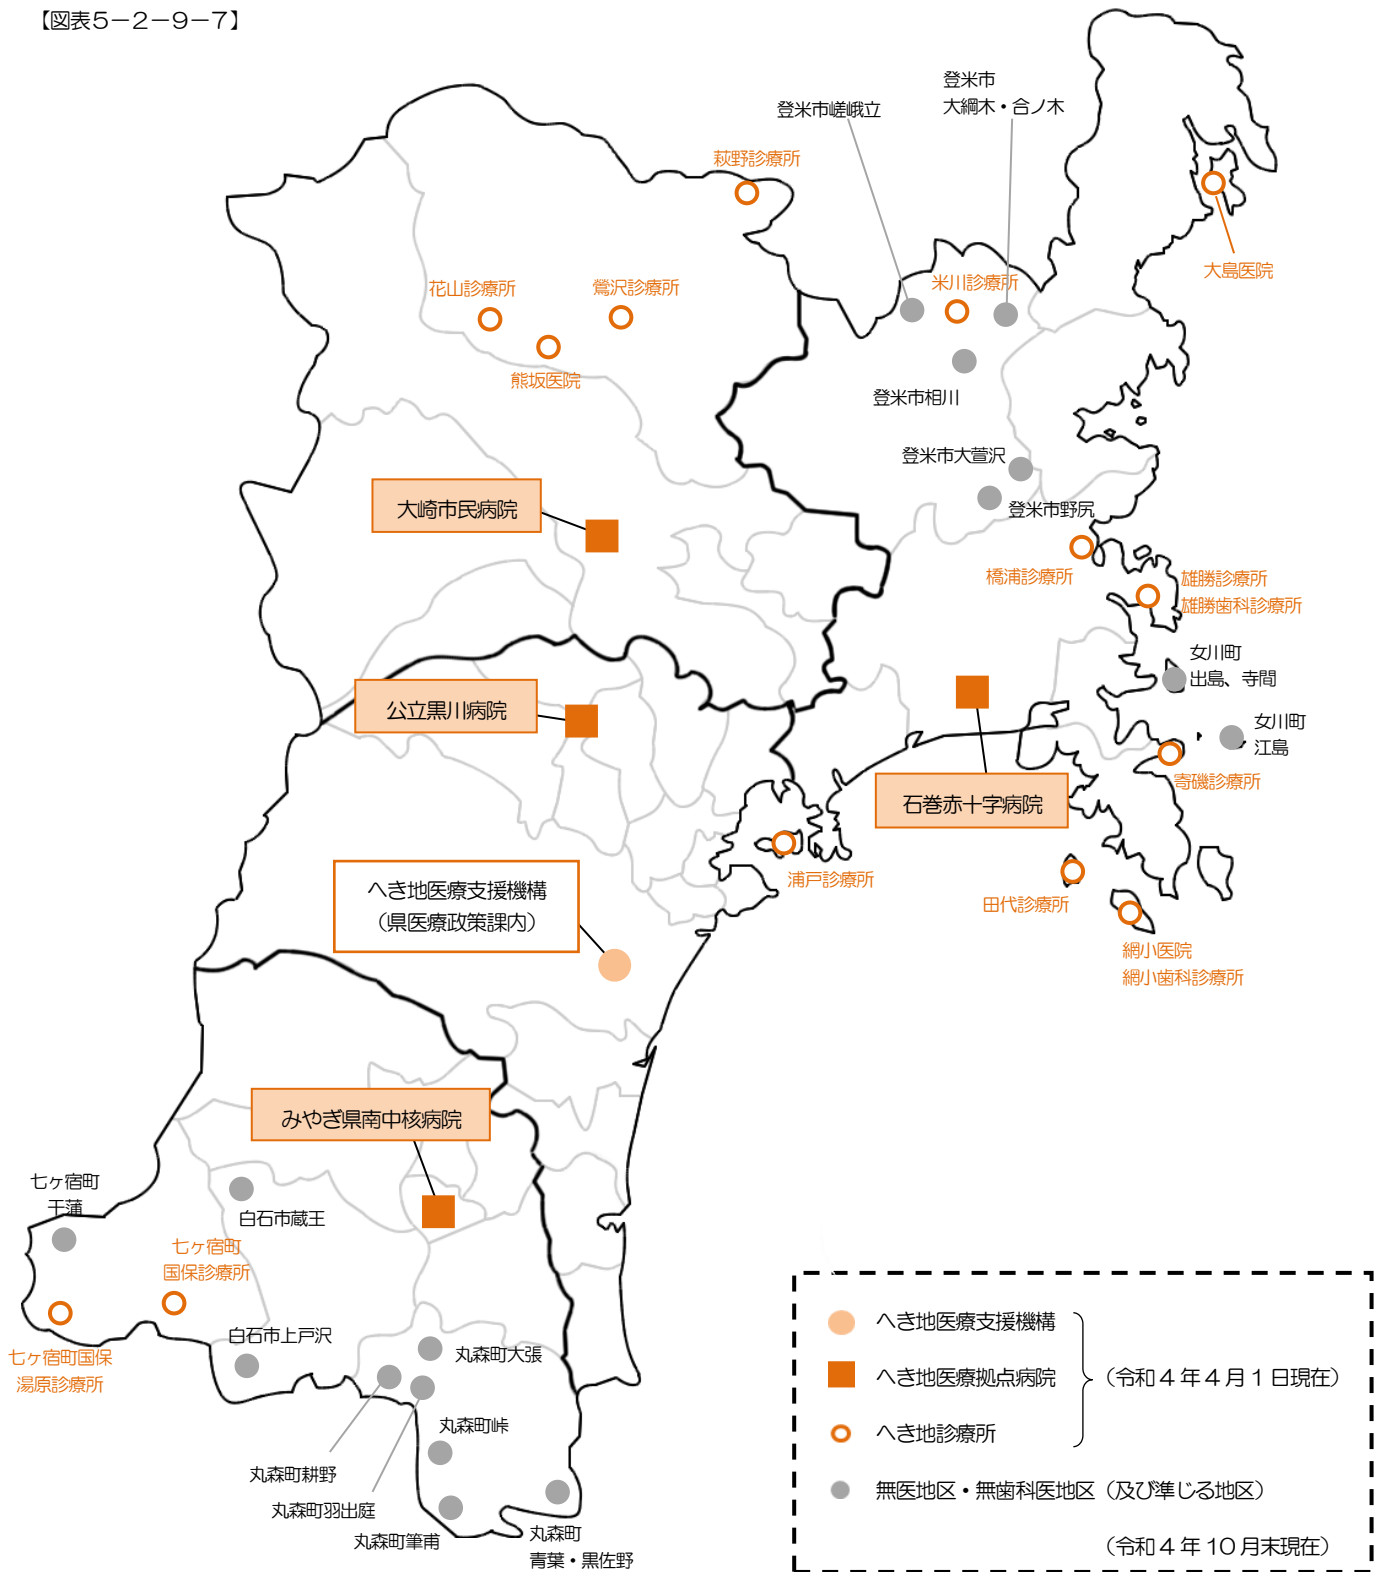 【図表5－2－9－7】
登米市
大綱木・合ノ木
登米市嵯峨立
萩野診療所
大島医院
花山診療所
鶯沢診療所
米川診療所
熊坂医院
登米市相川
登米市大萱沢
登米市野尻
大崎市民病院
橋浦診療所
雄勝診療所
雄勝歯科診療所
女川町
出島、寺間
女川町
江島
公立黒川病院
寄磯診療所
石巻赤十字病院
浦戸診療所
田代診療所
網小医院
網小歯科診療所
へき地医療支援機構
（県医療政策課内）
みやぎ県南中核病院
七ヶ宿町
干蒲
白石市蔵王
七ヶ宿町
国保診療所
白石市上戸沢
七ヶ宿町国保
湯原診療所
丸森町大張
丸森町峠
丸森町耕野
丸森町羽出庭
丸森町筆甫
丸森町
青葉・黒佐野
へき地医療支援機構
へき地医療拠点病院
（令和４年４月１日現在）
へき地診療所
無医地区・無歯科医地区（及び準じる地区）
（令和４年10月末現在）